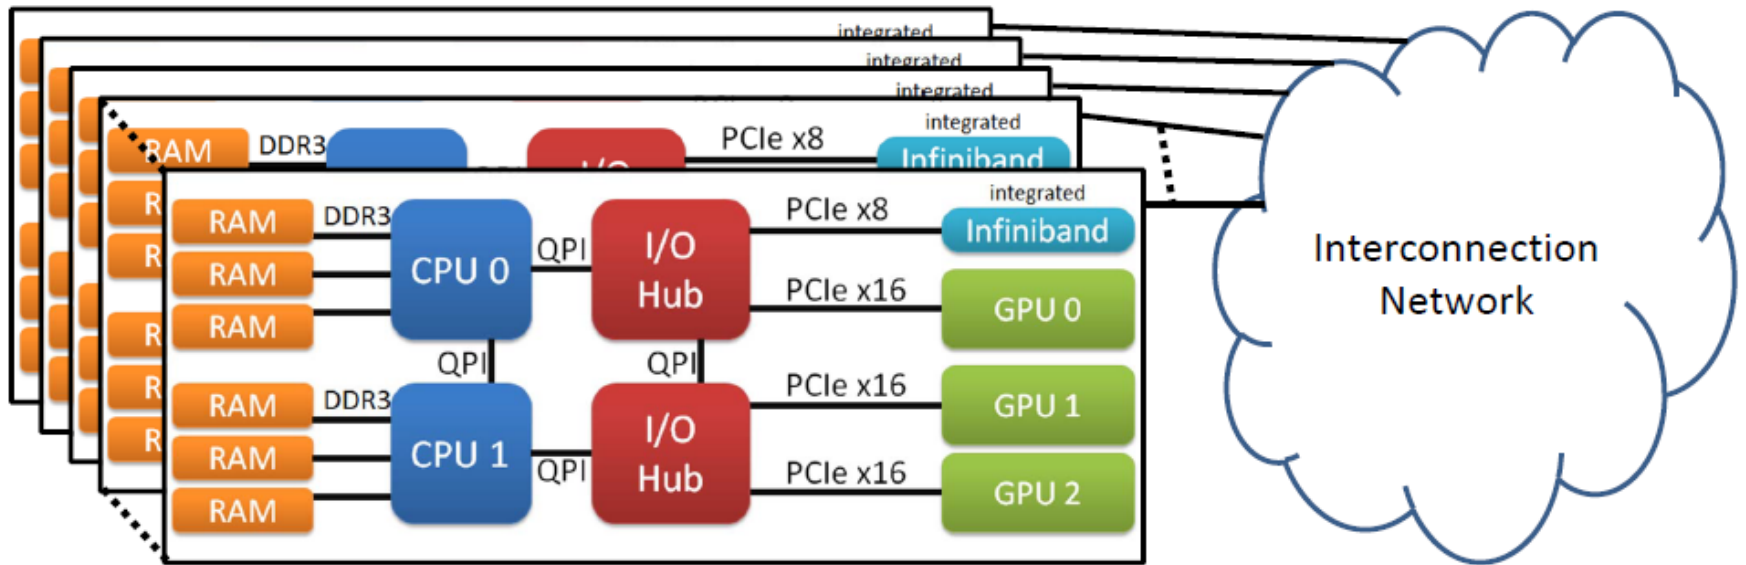 integrated
integrated
integrated
integrated
RAM DDR3 I/O PCIe x8 Infiniband
R
R
R
R
R
integrated
RAM DDR3 CPU 0 QPI I/O Hub PCIe x8 Infiniband
RAM
RAM PCIe x16 GPU 0
QPI QPI
RAM DDR3 CPU 1 QPI I/O Hub PCIe x16 GPU 1
RAM
RAM PCIe x16 GPU 2
Interconnection
Network